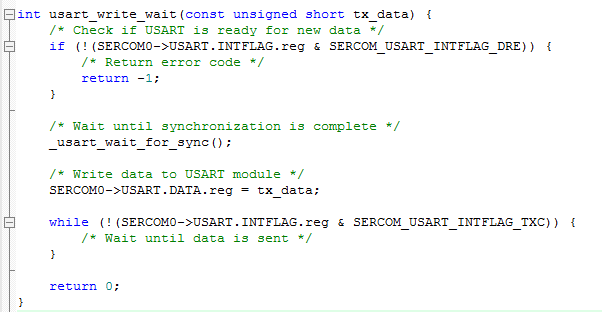 int usart_write_wait(const unsigned short tx_data) {
    /* Check if USART is ready for new data */
    if (!(SERCOM0->USART.INTFLAG.reg & SERCOM_USART_INTFLAG_DRE)) {
        /* Return error code */
        return -1;
    }

    /* Wait until synchronization is complete */
    _usart_wait_for_sync();

    /* Write data to USART module */
    SERCOM0->USART.DATA.reg = tx_data;

    while (!(SERCOM0->USART.INTFLAG.reg & SERCOM_USART_INTFLAG_TXC)) {
        /* Wait until data is sent */
    }

    return 0;
}